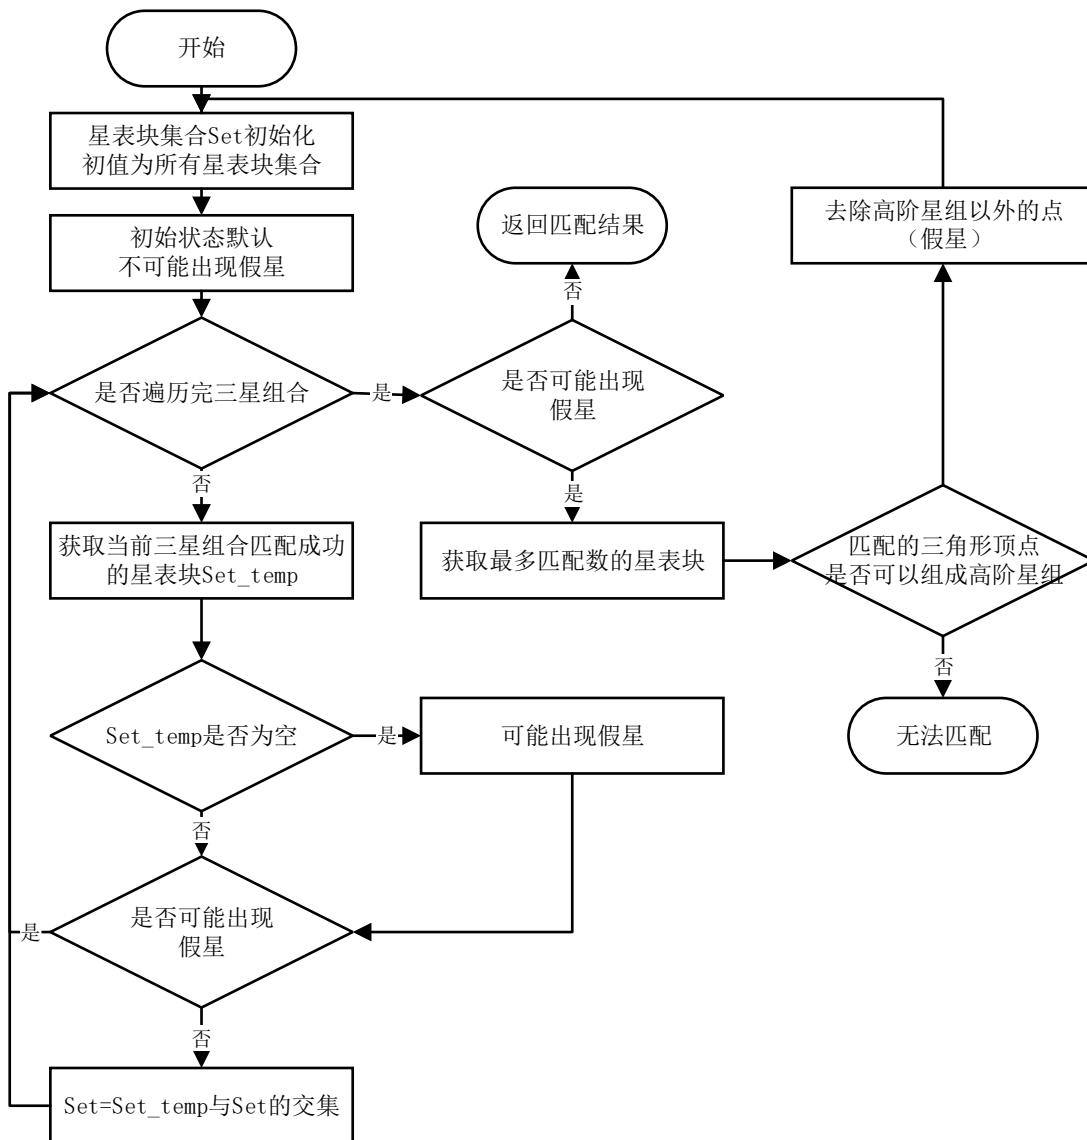 开始
星表块集合Set初始化
初值为所有星表块集合
初始状态默认
不可能出现假星
是否遍历完三星组合
是
否
获取当前三星组合匹配成功
的星表块Set_temp
Set_temp是否为空
是
可能出现假星
否
是否可能出现
假星
是
否
Set=Set_temp与Set的交集
返回匹配结果
否
是否可能出现
假星
是
获取最多匹配数的星表块
去除高阶星组以外的点
（假星）
匹配的三角形顶点
是否可以组成高阶星组
否
无法匹配